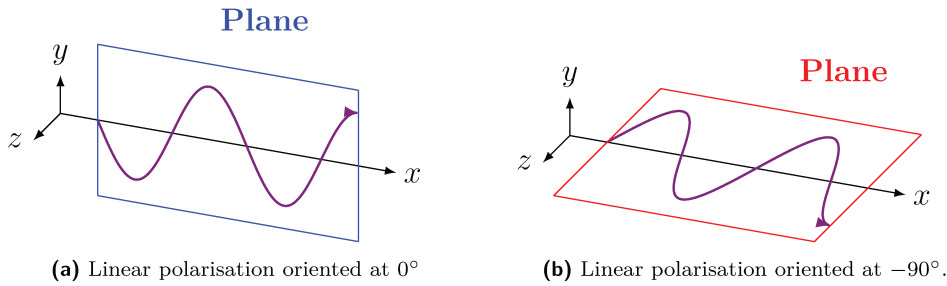 Plane
y
z
x
(a) Linear polarisation oriented at 0°
Plane
y
z
x
(b) Linear polarisation oriented at −90°.